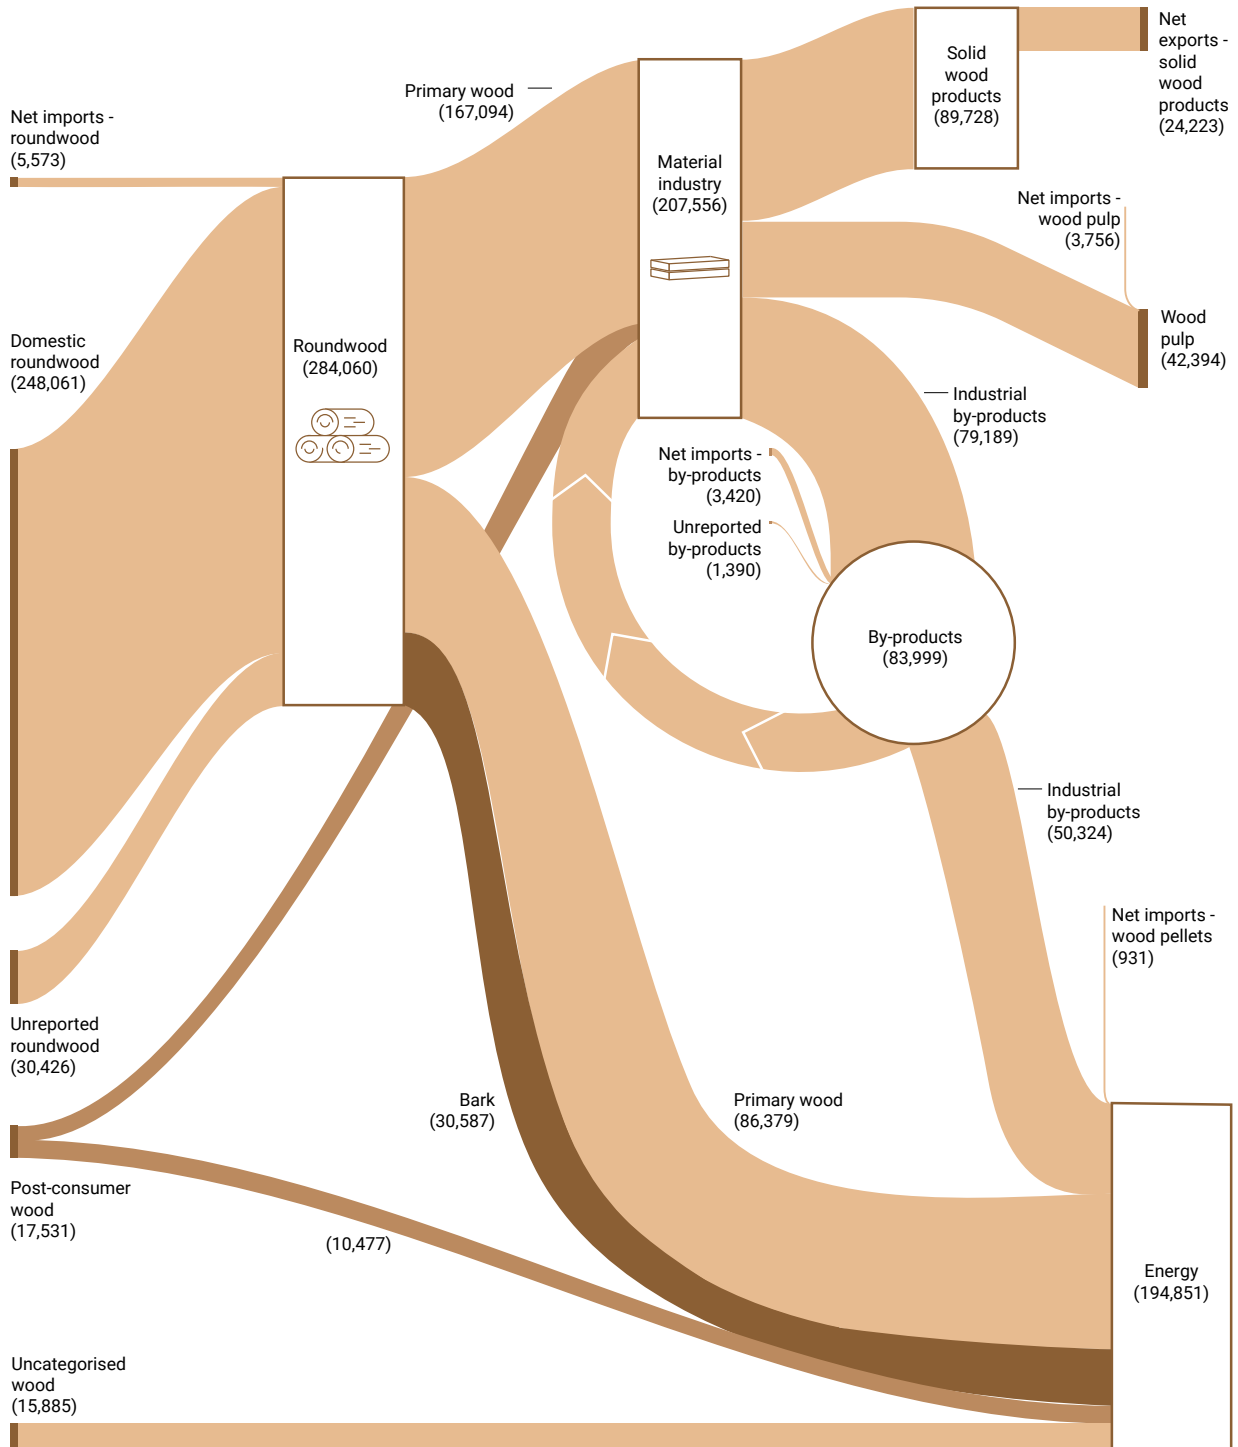 Net
exports -
solid
wood
products
(24,223)
Solid
wood
products
(89,728)
Primary wood
(167,094)
Net imports -
roundwood
(5,573)
Material
industry
(207,556)
Net imports -
wood pulp
(3,756)
Wood
pulp
(42,394)
Domestic
roundwood
(248,061)
Roundwood
(284,060)
Industrial
by-products
(79,189)
Net imports -
by-products
(3,420)
Unreported
by-products
(1,390)
By-products
(83,999)
Industrial
by-products
(50,324)
Net imports -
wood pellets
(931)
Unreported
roundwood
(30,426)
Bark
(30,587)
Primary wood
(86,379)
Post-consumer
wood
(17,531)
(10,477)
Energy
(194,851)
Uncategorised
wood
(15,885)